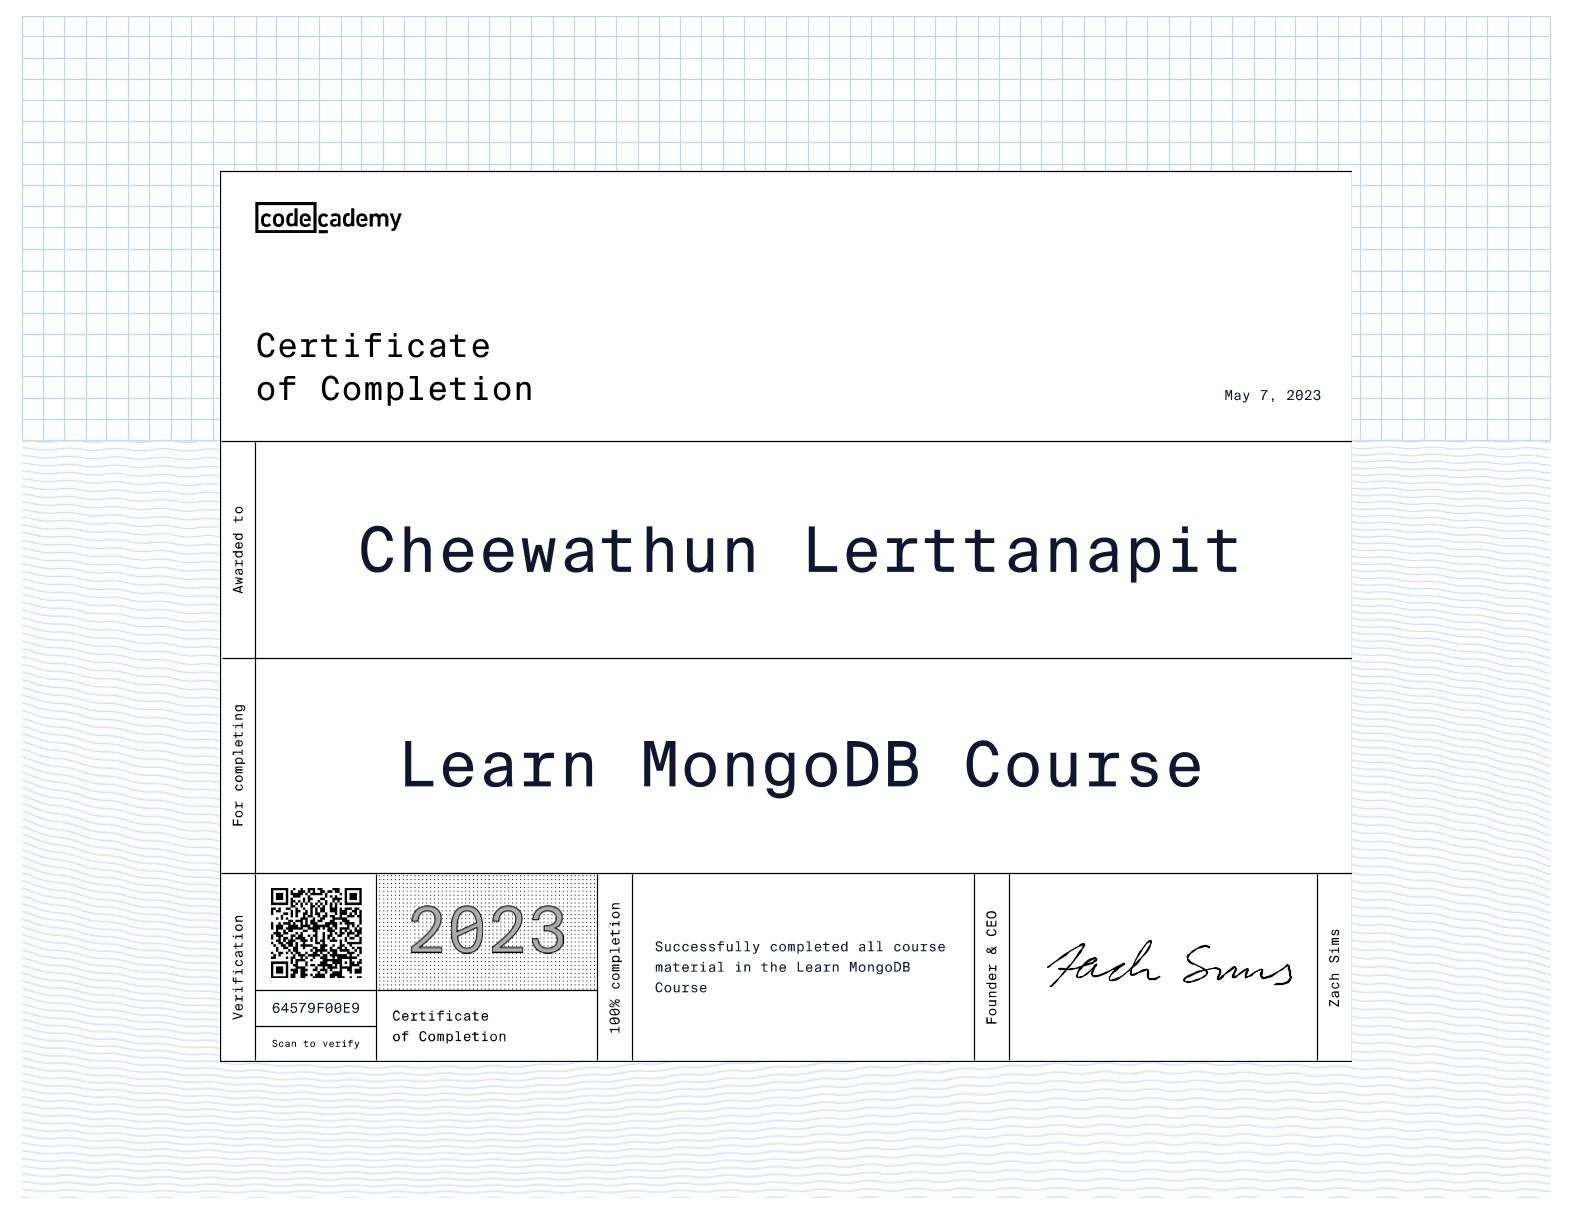 codecademy
Certificate
of Completion
May 7, 2023
Awarded to
Cheewathun Lerttanapit
For completing
Learn MongoDB Course
Verification
64579F00E9
Scan to verify
2023
Certificate
of Completion
100% completion
Successfully completed all course
material in the Learn MongoDB
Course
Founder & CEO
Zach Sims
Zach Sims